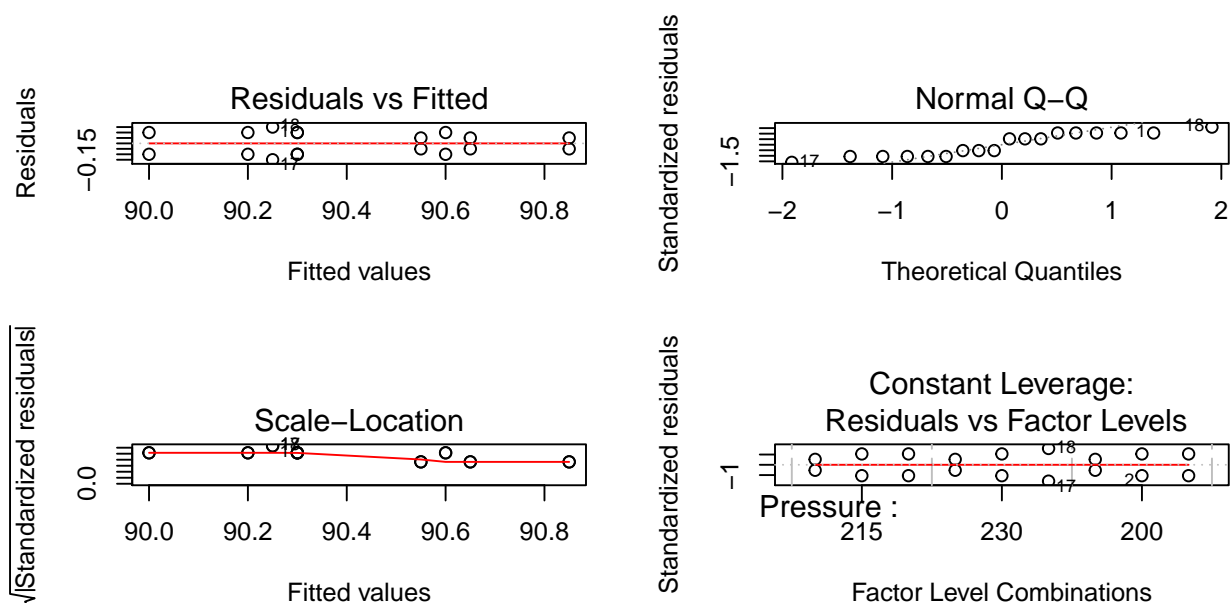 Residuals vs Fitted
Residuals
−0.15
18
17
90.0 90.2 90.4 90.6 90.8
Fitted values
Normal Q−Q
Standardized residuals
−1.5
17
1
18
−2 −1 0 1 2
Theoretical Quantiles
Scale−Location
√|Standardized residuals|
0.0
90.0 90.2 90.4 90.6 90.8
Fitted values
Constant Leverage:
Residuals vs Factor Levels
Standardized residuals
−1
18
17
2
Pressure :
215 230 200
Factor Level Combinations